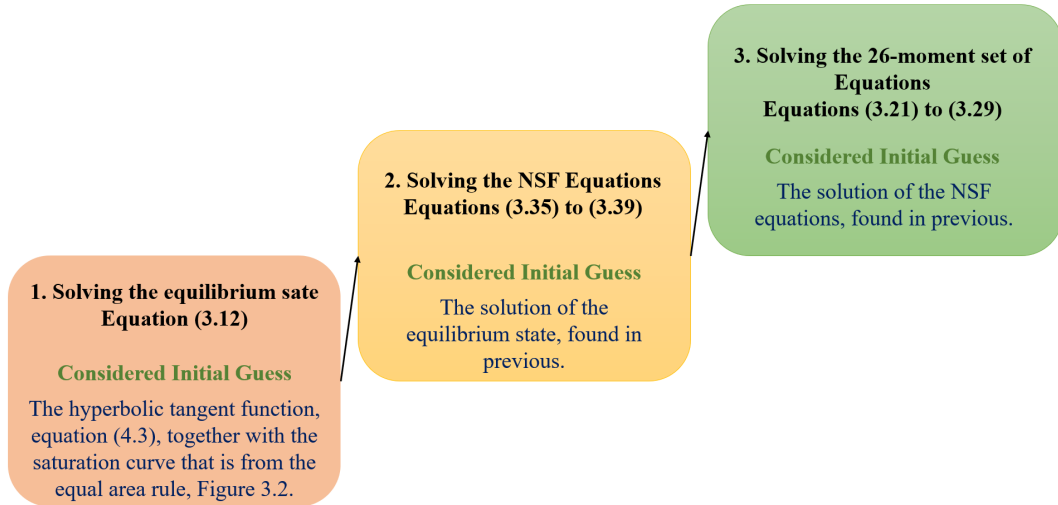 1. Solving the equilibrium sate
Equation (3.12)
Considered Initial Guess
The hyperbolic tangent function,
equation (4.3), together with the
saturation curve that is from the
equal area rule, Figure 3.2.
2. Solving the NSF Equations
Equations (3.35) to (3.39)
Considered Initial Guess
The solution of the
equilibrium state, found in
previous.
3. Solving the 26-moment set of
Equations
Equations (3.21) to (3.29)
Considered Initial Guess
The solution of the NSF
equations, found in previous.